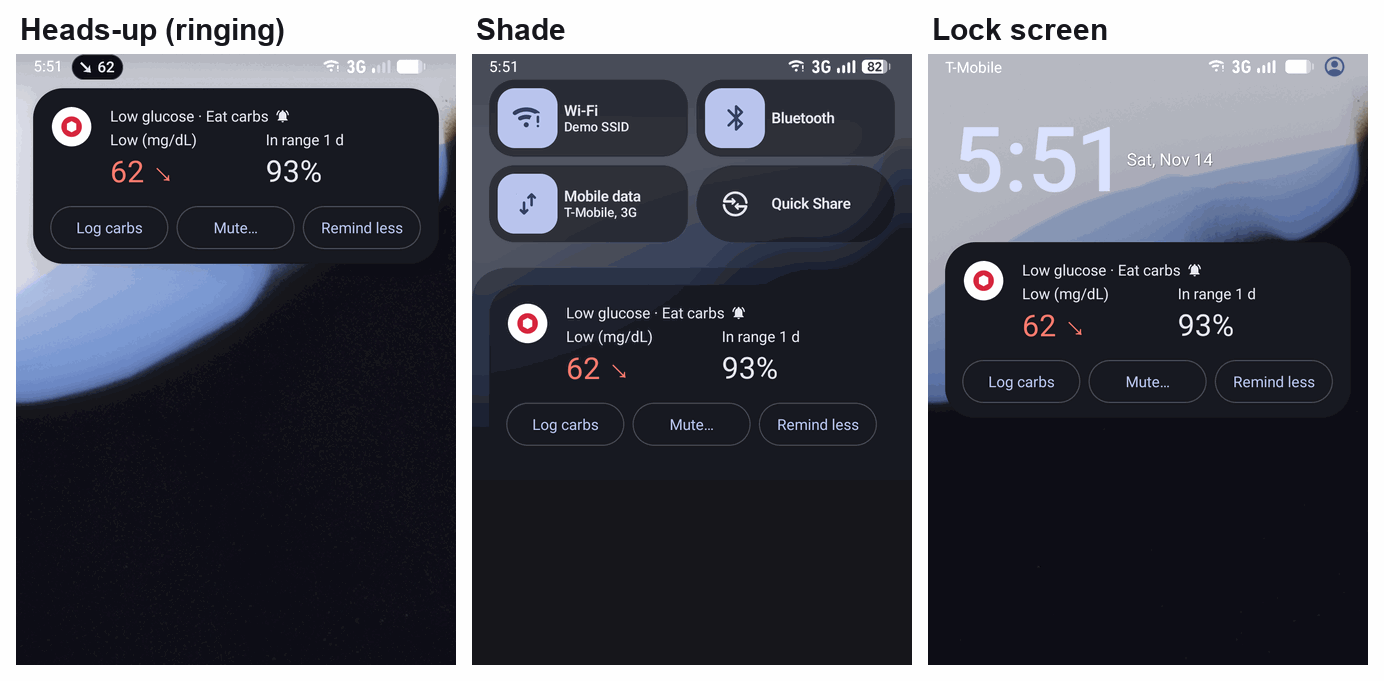 Heads-up (ringing)
5:51 62 3G
Low glucose · Eat carbs
Low (mg/dL) In range 1 d
62 ↘ 93%
Log carbs Mute… Remind less
Shade
5:51 3G 82
Wi-Fi
Demo SSID
Bluetooth
Mobile data
T-Mobile, 3G
Quick Share
Low glucose · Eat carbs
Low (mg/dL) In range 1 d
62 ↘ 93%
Log carbs Mute… Remind less
Lock screen
T-Mobile 3G
5:51 Sat, Nov 14
Low glucose · Eat carbs
Low (mg/dL) In range 1 d
62 ↘ 93%
Log carbs Mute… Remind less